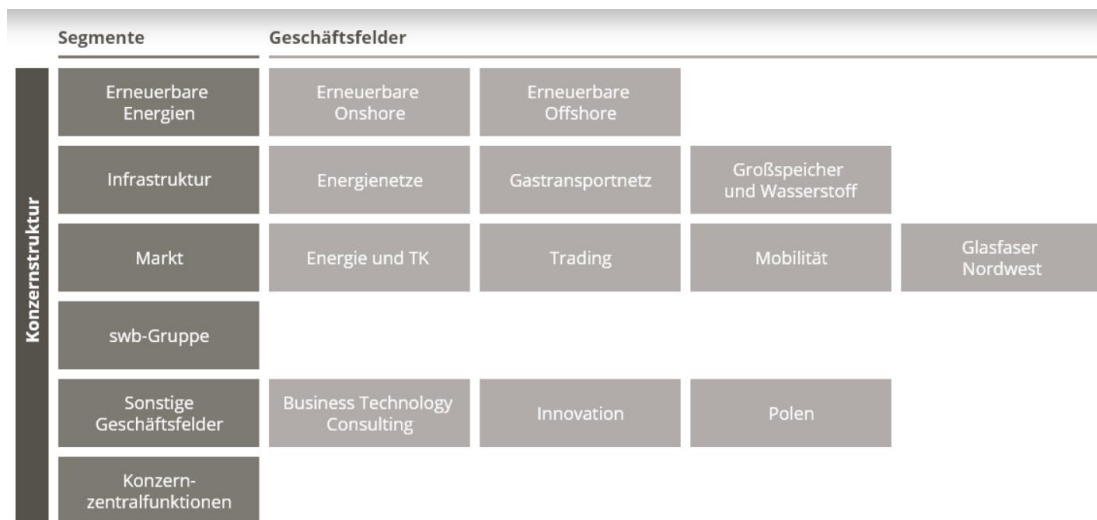 Segmente
Geschäftsfelder
Konzernstruktur
Erneuerbare
Energien
Erneuerbare
Onshore
Erneuerbare
Offshore
Infrastruktur
Energienetze
Gastransportnetz
Großspeicher
und Wasserstoff
Markt
Energie und TK
Trading
Mobilität
Glasfaser
Nordwest
swb-Gruppe
Sonstige
Geschäftsfelder
Business Technology
Consulting
Innovation
Polen
Konzern-
zentralfunktionen